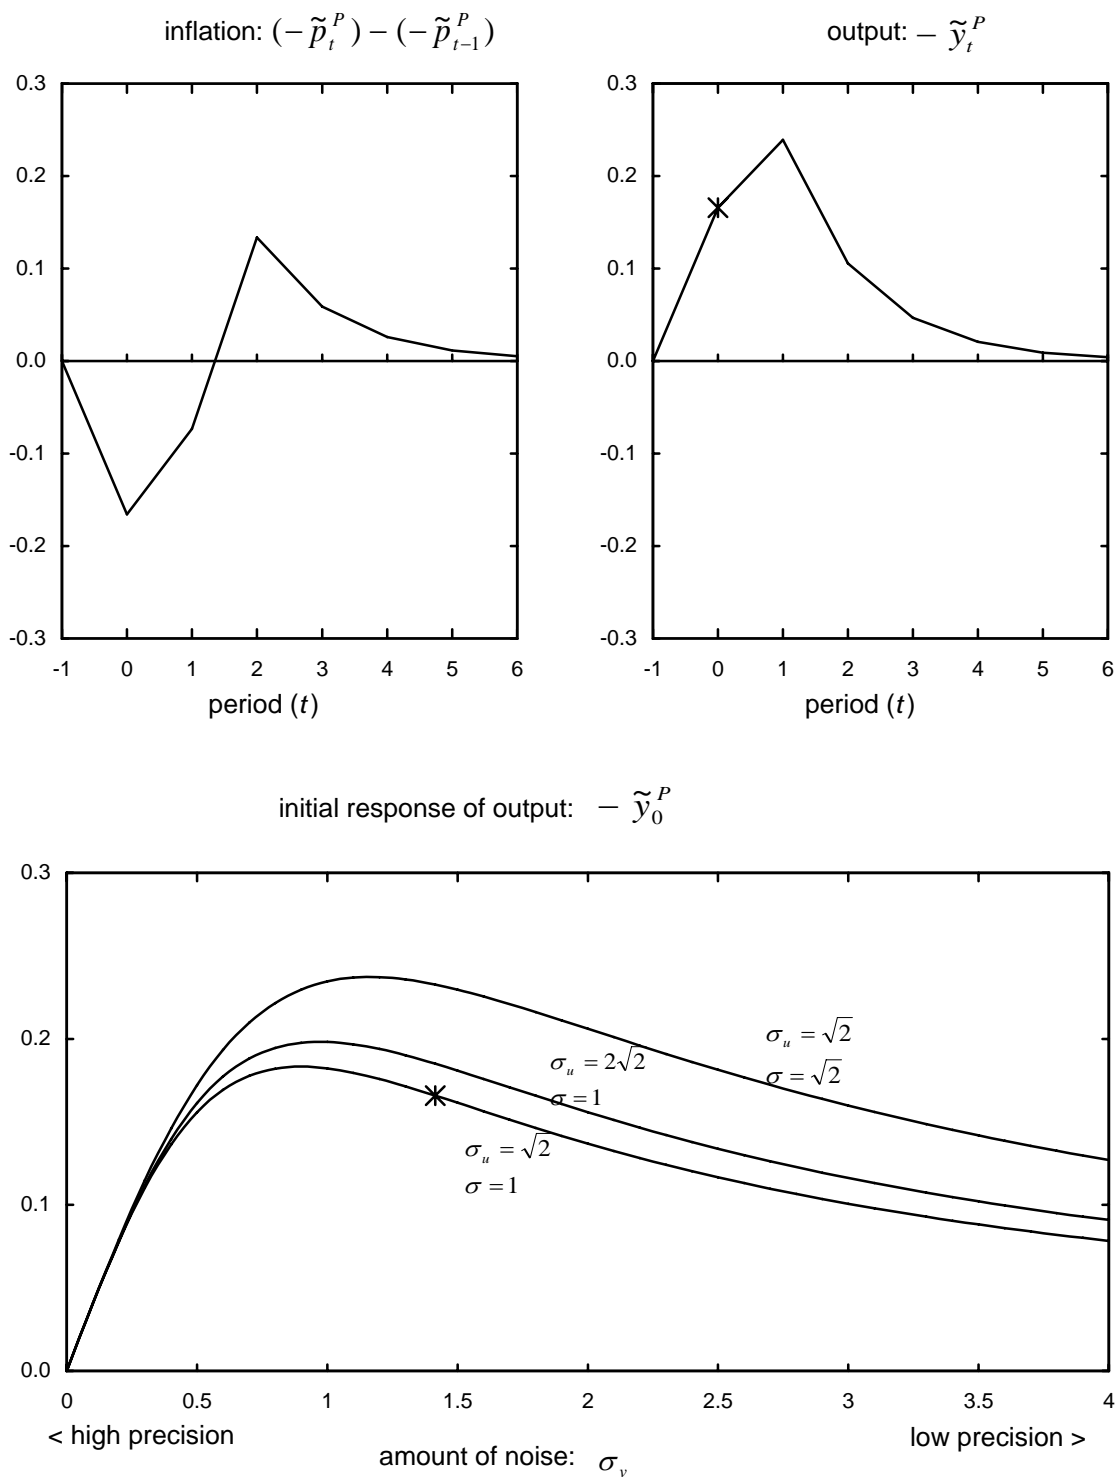 inflation: (− p̃ₜᴾ) − (− p̃ₜ₋₁ᴾ)
output: − ỹₜᴾ
0.3
0.2
0.1
0.0
-0.1
-0.2
-0.3
-1 0 1 2 3 4 5 6
period (t)
0.3
0.2
0.1
0.0
-0.1
-0.2
-0.3
-1 0 1 2 3 4 5 6
period (t)
initial response of output: − ỹ₀ᴾ
0.3
0.2
0.1
0.0
σᵤ = √2
σ = √2
σᵤ = 2√2
σ = 1
σᵤ = √2
σ = 1
0 0.5 1 1.5 2 2.5 3 3.5 4
< high precision
low precision >
amount of noise: σᵥ